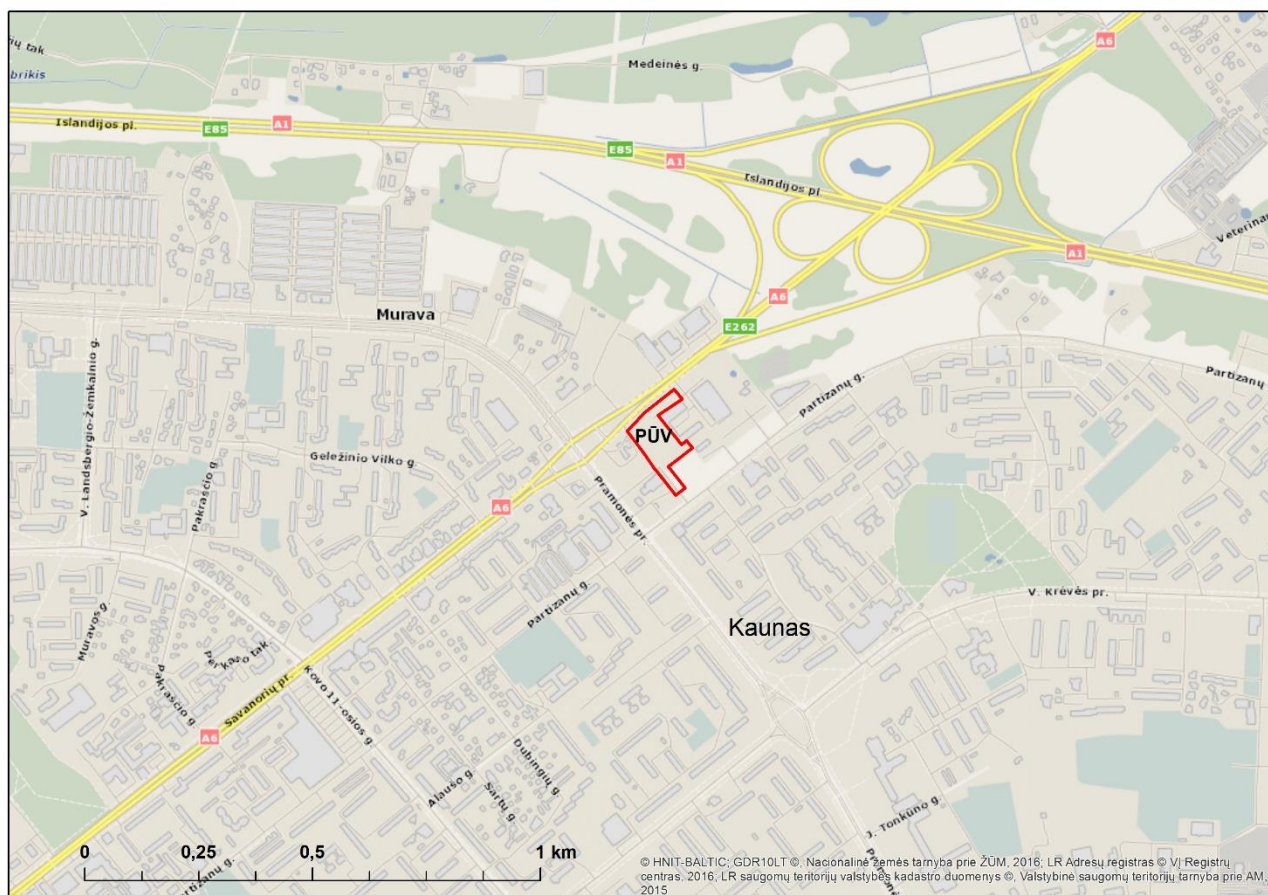 A6
Medeinės g.
ių tak
brikis
A1
Islandijos pl.
E85
E85
A1
Islandijos pl
Veterinar
A1
A6
Murava
E262
Partizanų
Partizanų g.
PŪV
V. Landsbergio-Žemkalnio g.
Pakraščio g
Geležinio Vilko g.
A6
Pramonės pr.
V. Krėvės pr.
Partizanų g.
Kaunas
Muravos g
Pakraščio g
tak.
Savanorių pr.
Kovo 11-osios g.
A6
Dubingių g.
Alaušo g
Sartų g.
J. Tonkūno g.
Partizanų g.
0 0,25 0,5 1 km
© HNIT-BALTIC; GDR10LT ©, Nacionalinė žemės tarnyba prie ŽŪM, 2016; LR Adresų registras © VĮ Registrų
centras, 2016; LR saugomų teritorijų valstybės kadastro duomenys ©, Valstybinė saugomų teritorijų tarnyba prie AM,
2015